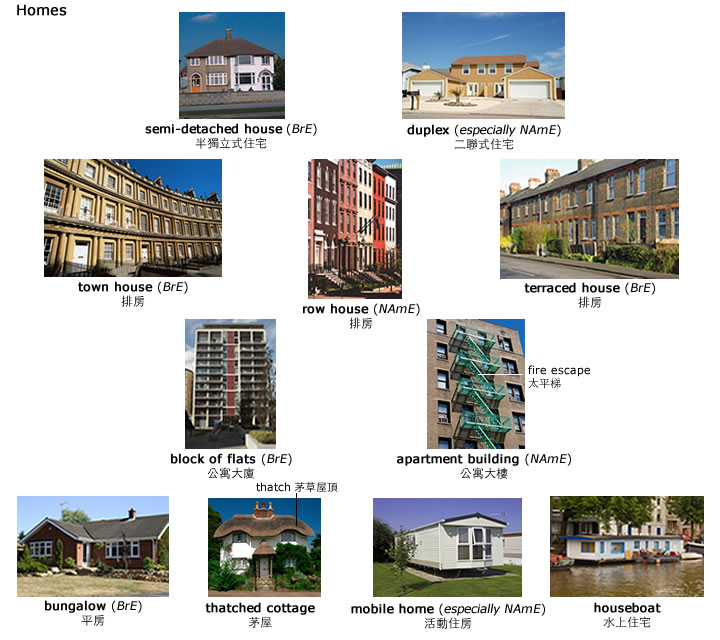 Homes
semi-detached house (BrE)
半獨立式住宅
duplex (especially NAmE)
二聯式住宅
town house (BrE)
排房
row house (NAmE)
排房
terraced house (BrE)
排房
fire escape
太平梯
block of flats (BrE)
公寓大廈
apartment building (NAmE)
公寓大樓
thatch 茅草屋頂
bungalow (BrE)
平房
thatched cottage
茅屋
mobile home (especially NAmE)
活動住房
houseboat
水上住宅